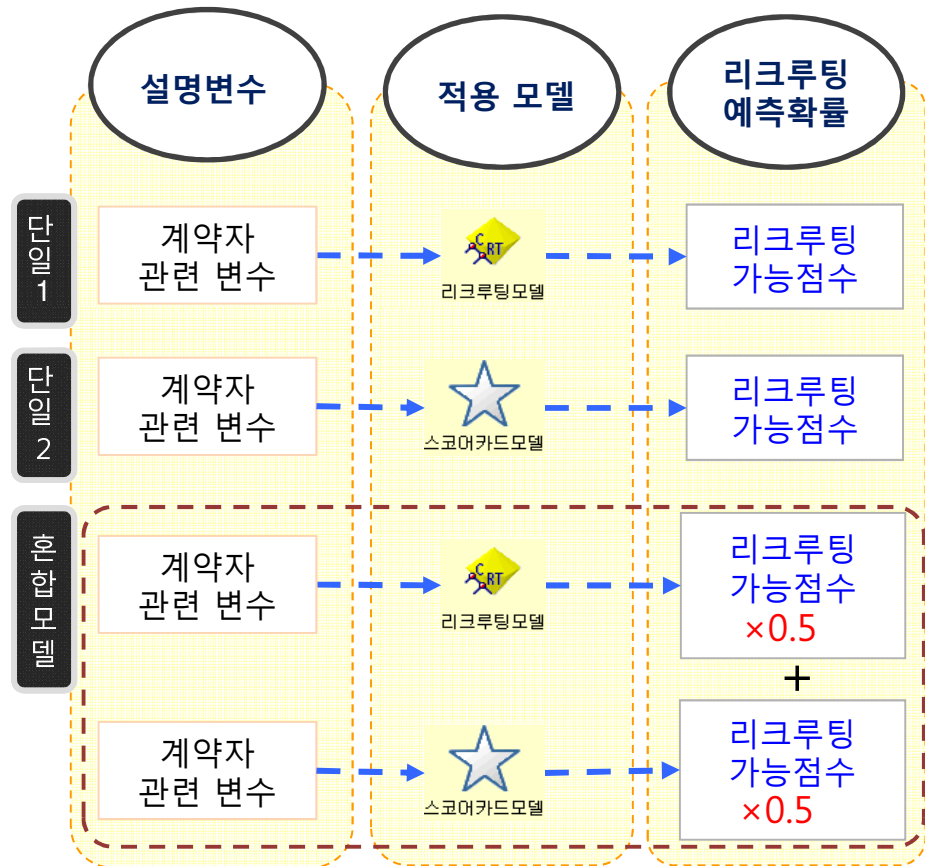 설명변수
적용 모델
리크루팅
예측확률
단일1
계약자
관련 변수
C RT
리크루팅모델
리크루팅
가능점수
단일2
계약자
관련 변수
스코어카드모델
리크루팅
가능점수
혼합모델
계약자
관련 변수
C RT
리크루팅모델
리크루팅
가능점수
×0.5
+
계약자
관련 변수
스코어카드모델
리크루팅
가능점수
×0.5